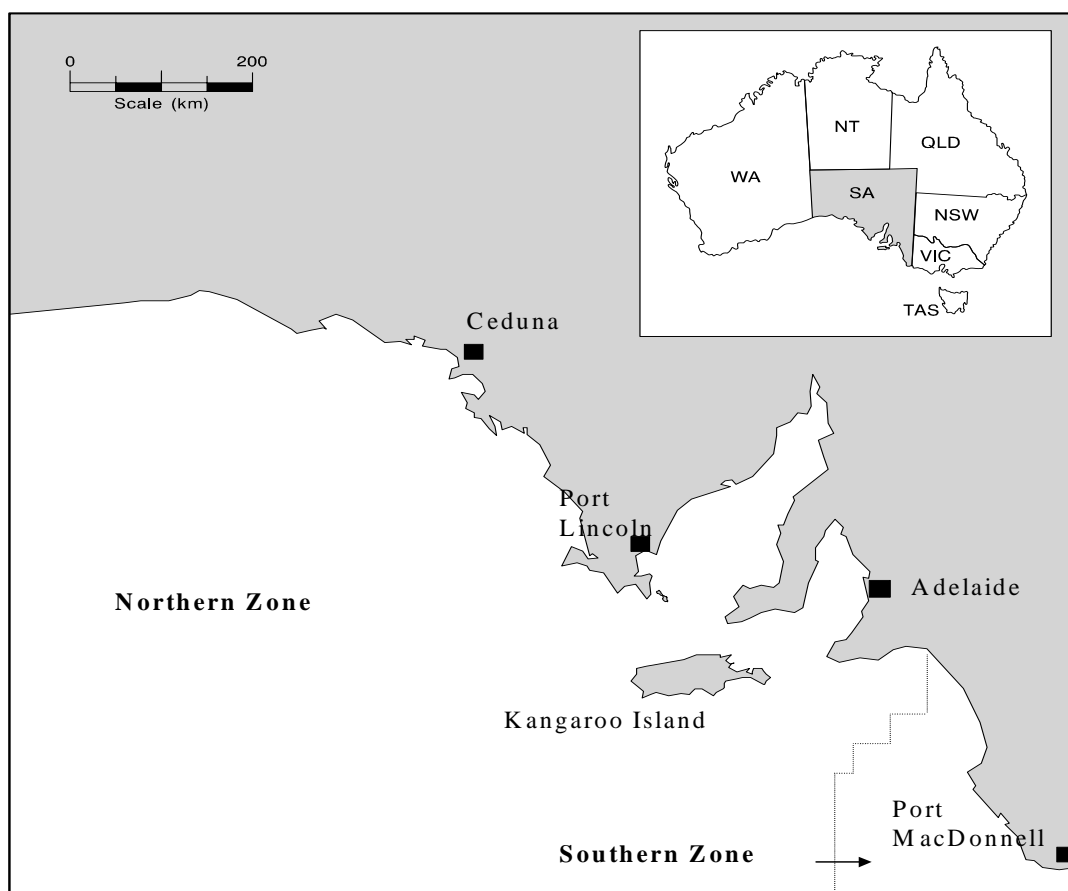 0 200
Scale (km)
NT
QLD
WA
SA
NSW
VIC
TAS
Ceduna
Port
Lincoln
Northern Zone
Adelaide
Kangaroo Island
Port
MacDonnell
Southern Zone